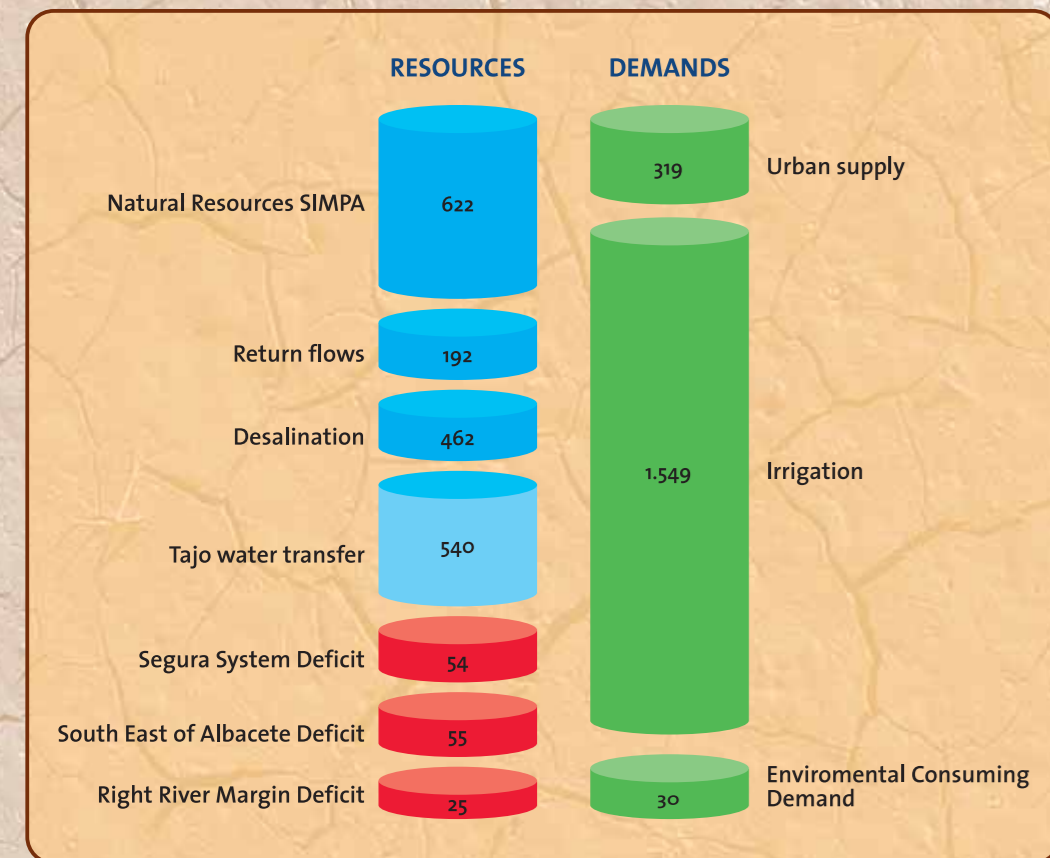 RESOURCES
DEMANDS
Natural Resources SIMPA
622
Return flows
192
Desalination
462
Tajo water transfer
540
Segura System Deficit
54
South East of Albacete Deficit
55
Right River Margin Deficit
25
319
Urban supply
1.549
Irrigation
30
Enviromental Consuming
Demand